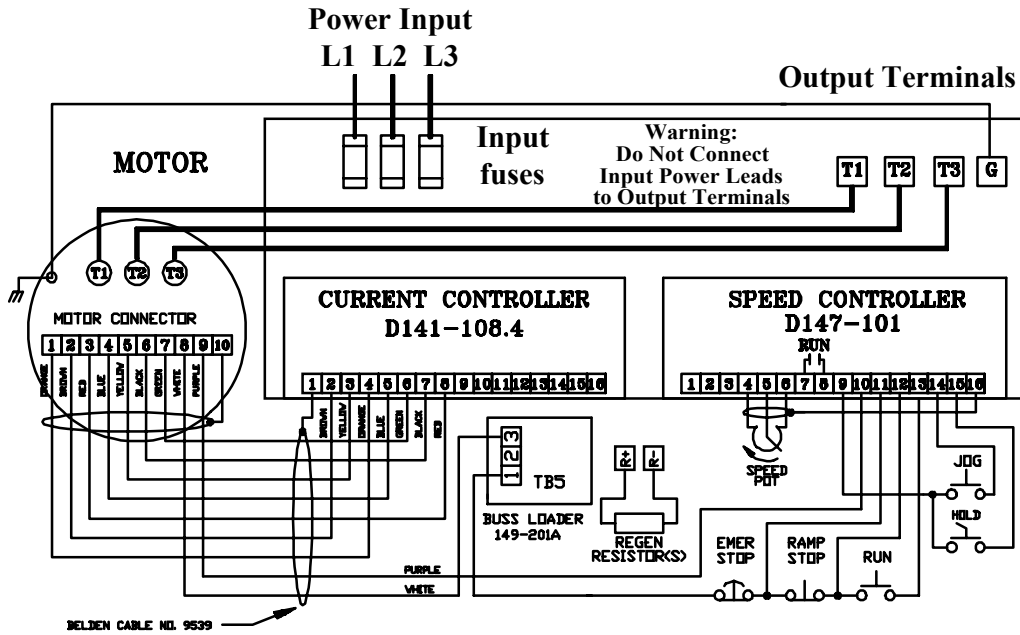 Power Input
L1 L2 L3
Output Terminals
MOTOR
Input
fuses
Warning:
Do Not Connect
Input Power Leads
to Output Terminals
T1 T2 T3 G
T1 T2 T3
MOTOR CONNECTOR
1 2 3 4 5 6 7 8 9 10
ORANGE
BROWN
RED
BLUE
YELLOW
BLACK
GREEN
WHITE
PURPLE
CURRENT CONTROLLER
D141-108.4
1 2 3 4 5 6 7 8 9 10 11 12 13 14 15 16
BROWN
YELLOW
ORANGE
BLUE
GREEN
BLACK
RED
SPEED CONTROLLER
D147-101
RUN
1 2 3 4 5 6 7 8 9 10 11 12 13 14 15 16
SPEED
POT
3
2
1
TB5
BUSS LOADER
149-201A
R+ R-
REGEN
RESISTOR(S)
JOG
HOLD
EMER
STOP
RAMP
STOP
RUN
PURPLE
WHITE
BELDEN CABLE NO. 9539